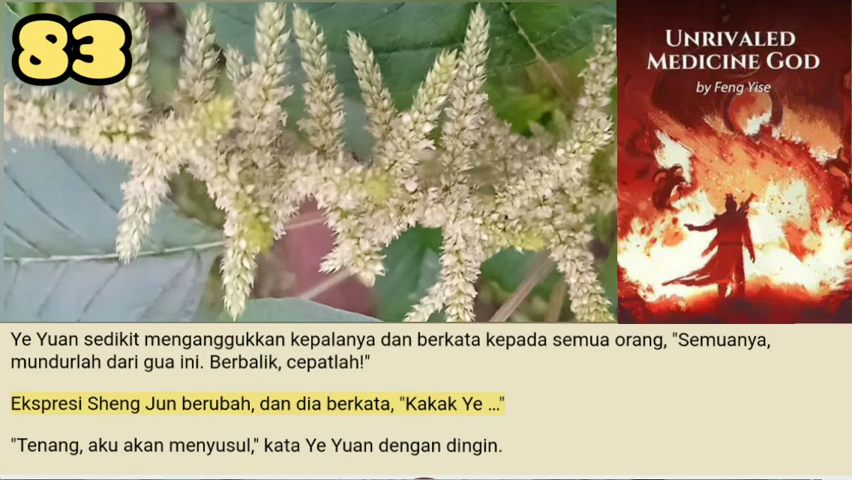 83
UNRIVALED
MEDICINE GOD
by Feng Yise
Ye Yuan sedikit menganggukkan kepalanya dan berkata kepada semua orang, "Semuanya,
mundurlah dari gua ini. Berbalik, cepatlah!"
Ekspresi Sheng Jun berubah, dan dia berkata, "Kakak Ye ..."
"Tenang, aku akan menyusul," kata Ye Yuan dengan dingin.